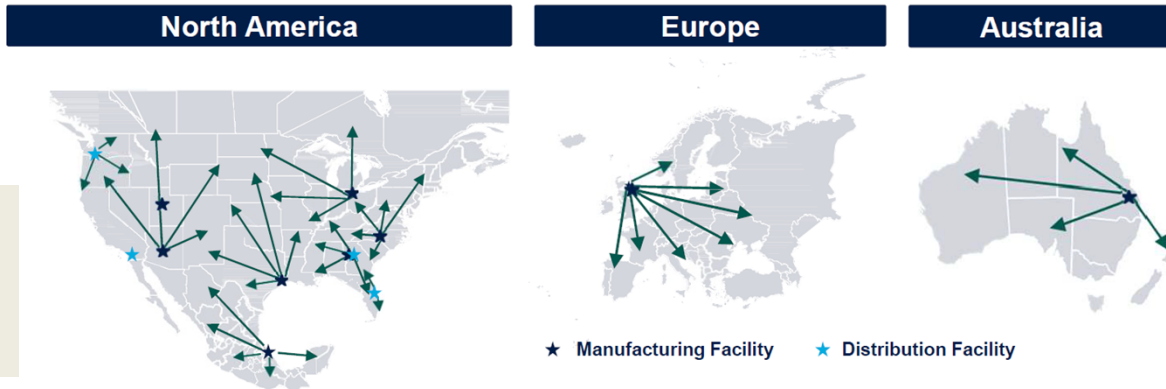 North America
Europe
Australia
Manufacturing Facility
Distribution Facility